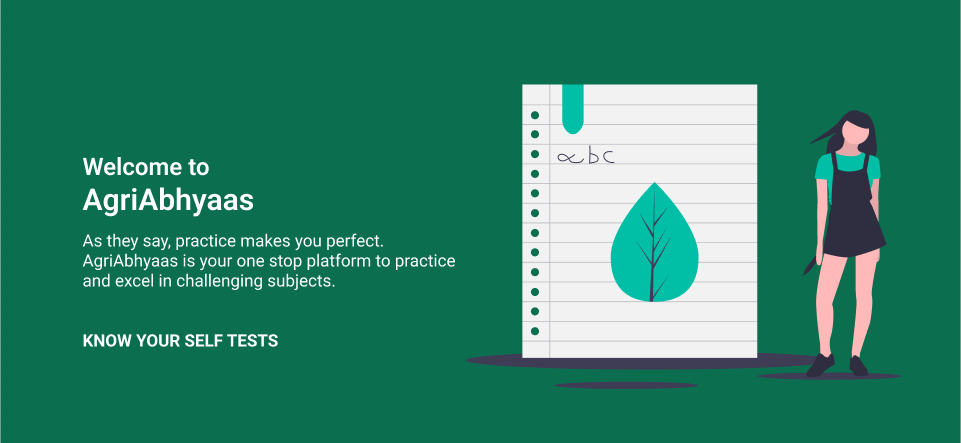 Welcome to
AgriAbhyaas
As they say, practice makes you perfect.
AgriAbhyaas is your one stop platform to practice
and excel in challenging subjects.
KNOW YOUR SELF TESTS
abc